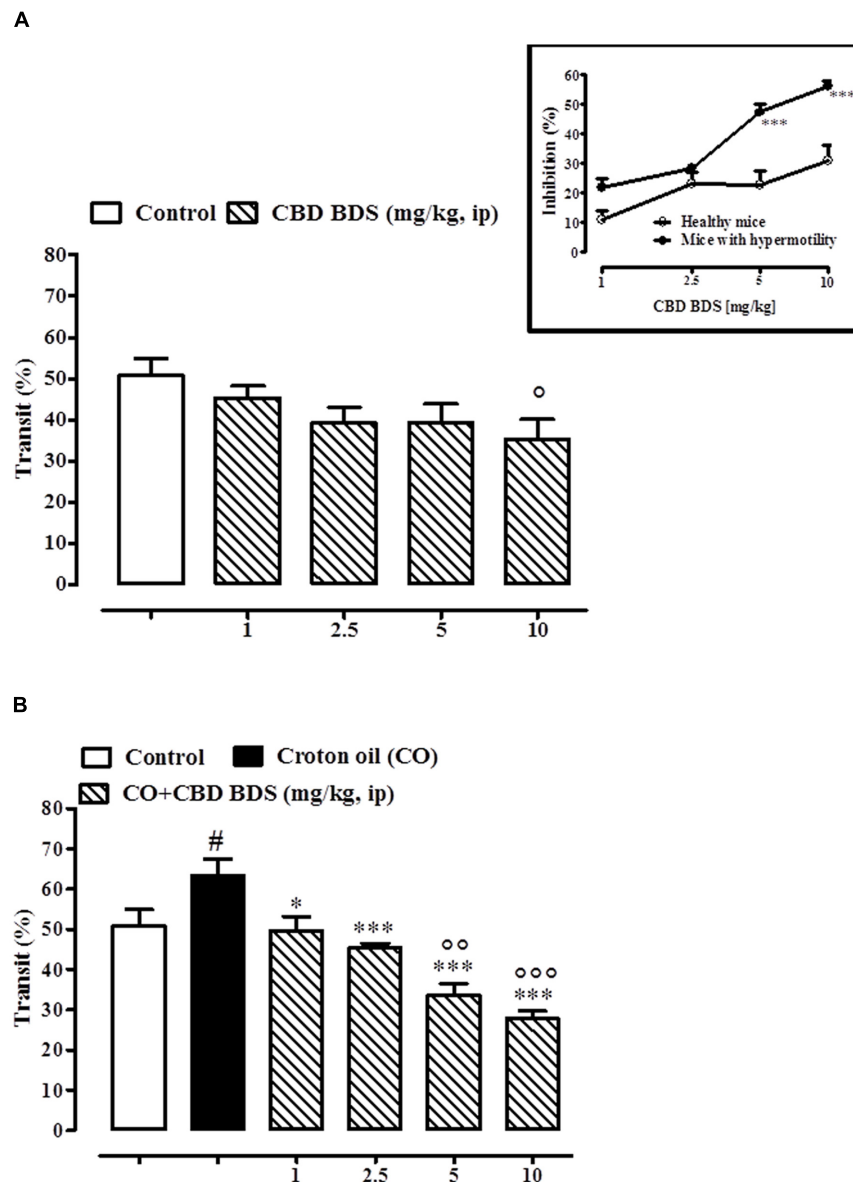 A
60
50
40
30
20
10
0
Inhibition (%)
***
***
Healthy mice
Mice with hypermotility
1 2.5 5 10
CBD BDS [mg/kg]
Control CBD BDS (mg/kg, ip)
80
70
60
50
40
30
20
10
0
Transit (%)
°
1 2.5 5 10
B
Control Croton oil (CO)
CO+CBD BDS (mg/kg, ip)
80
70
60
50
40
30
20
10
0
Transit (%)
#
*
***
°°
***
°°°
***
1 2.5 5 10